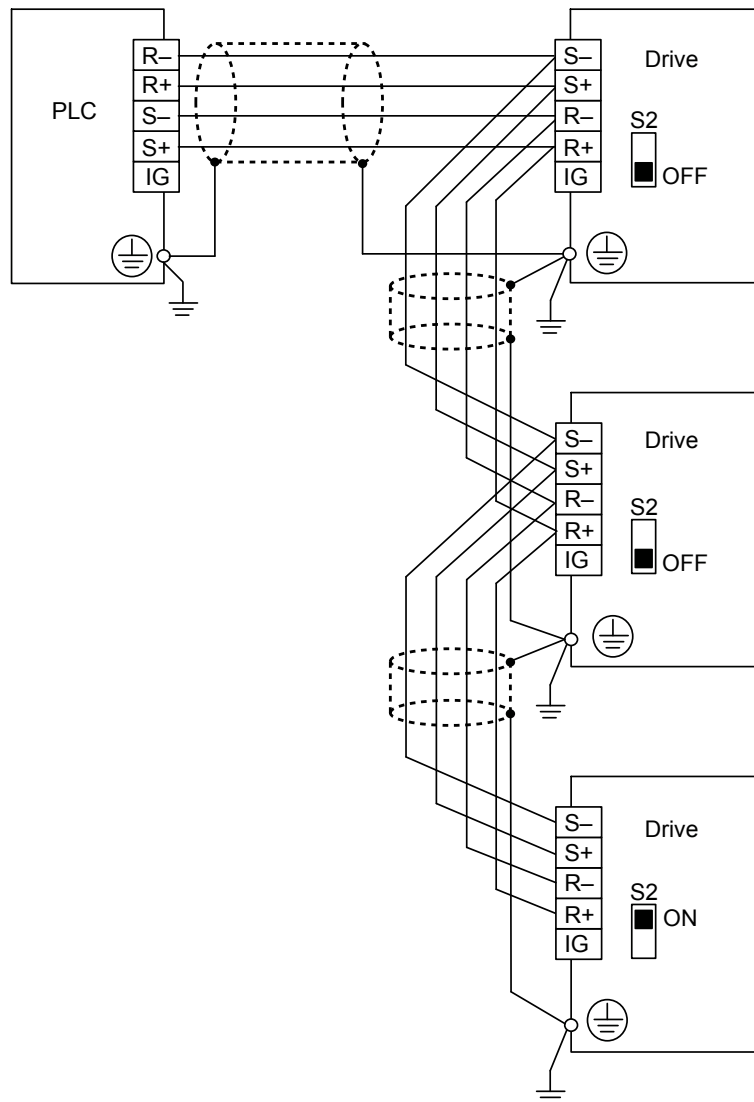 PLC
R–
R+
S–
S+
IG
S–
S+
R–
R+
IG
Drive
S2
OFF
S–
S+
R–
R+
IG
Drive
S2
OFF
S–
S+
R–
R+
IG
Drive
S2
ON